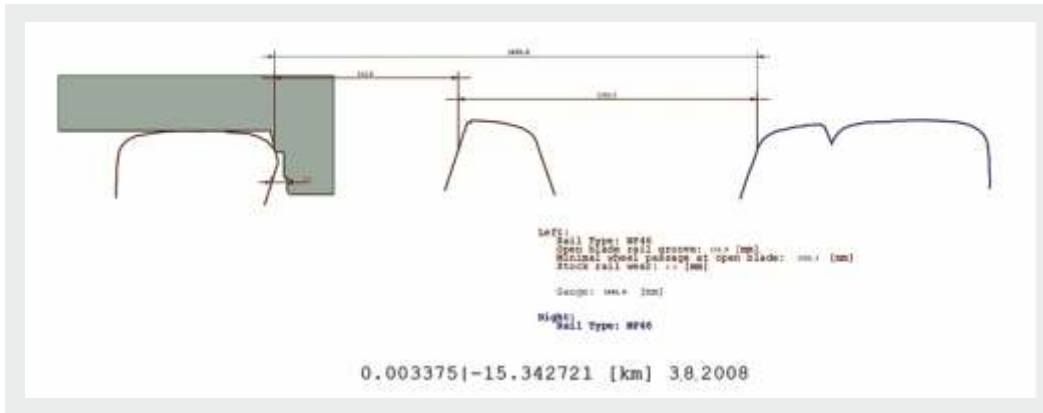 Left:
Rail Type: NP46
Open blade rail groove: [mm]
Minimal wheel passage at open blade: [mm]
Stock rail wear: [mm]
Gauge: [mm]
Right:
Rail Type: NP46
0.003375|-15.342721 [km] 3.8.2008